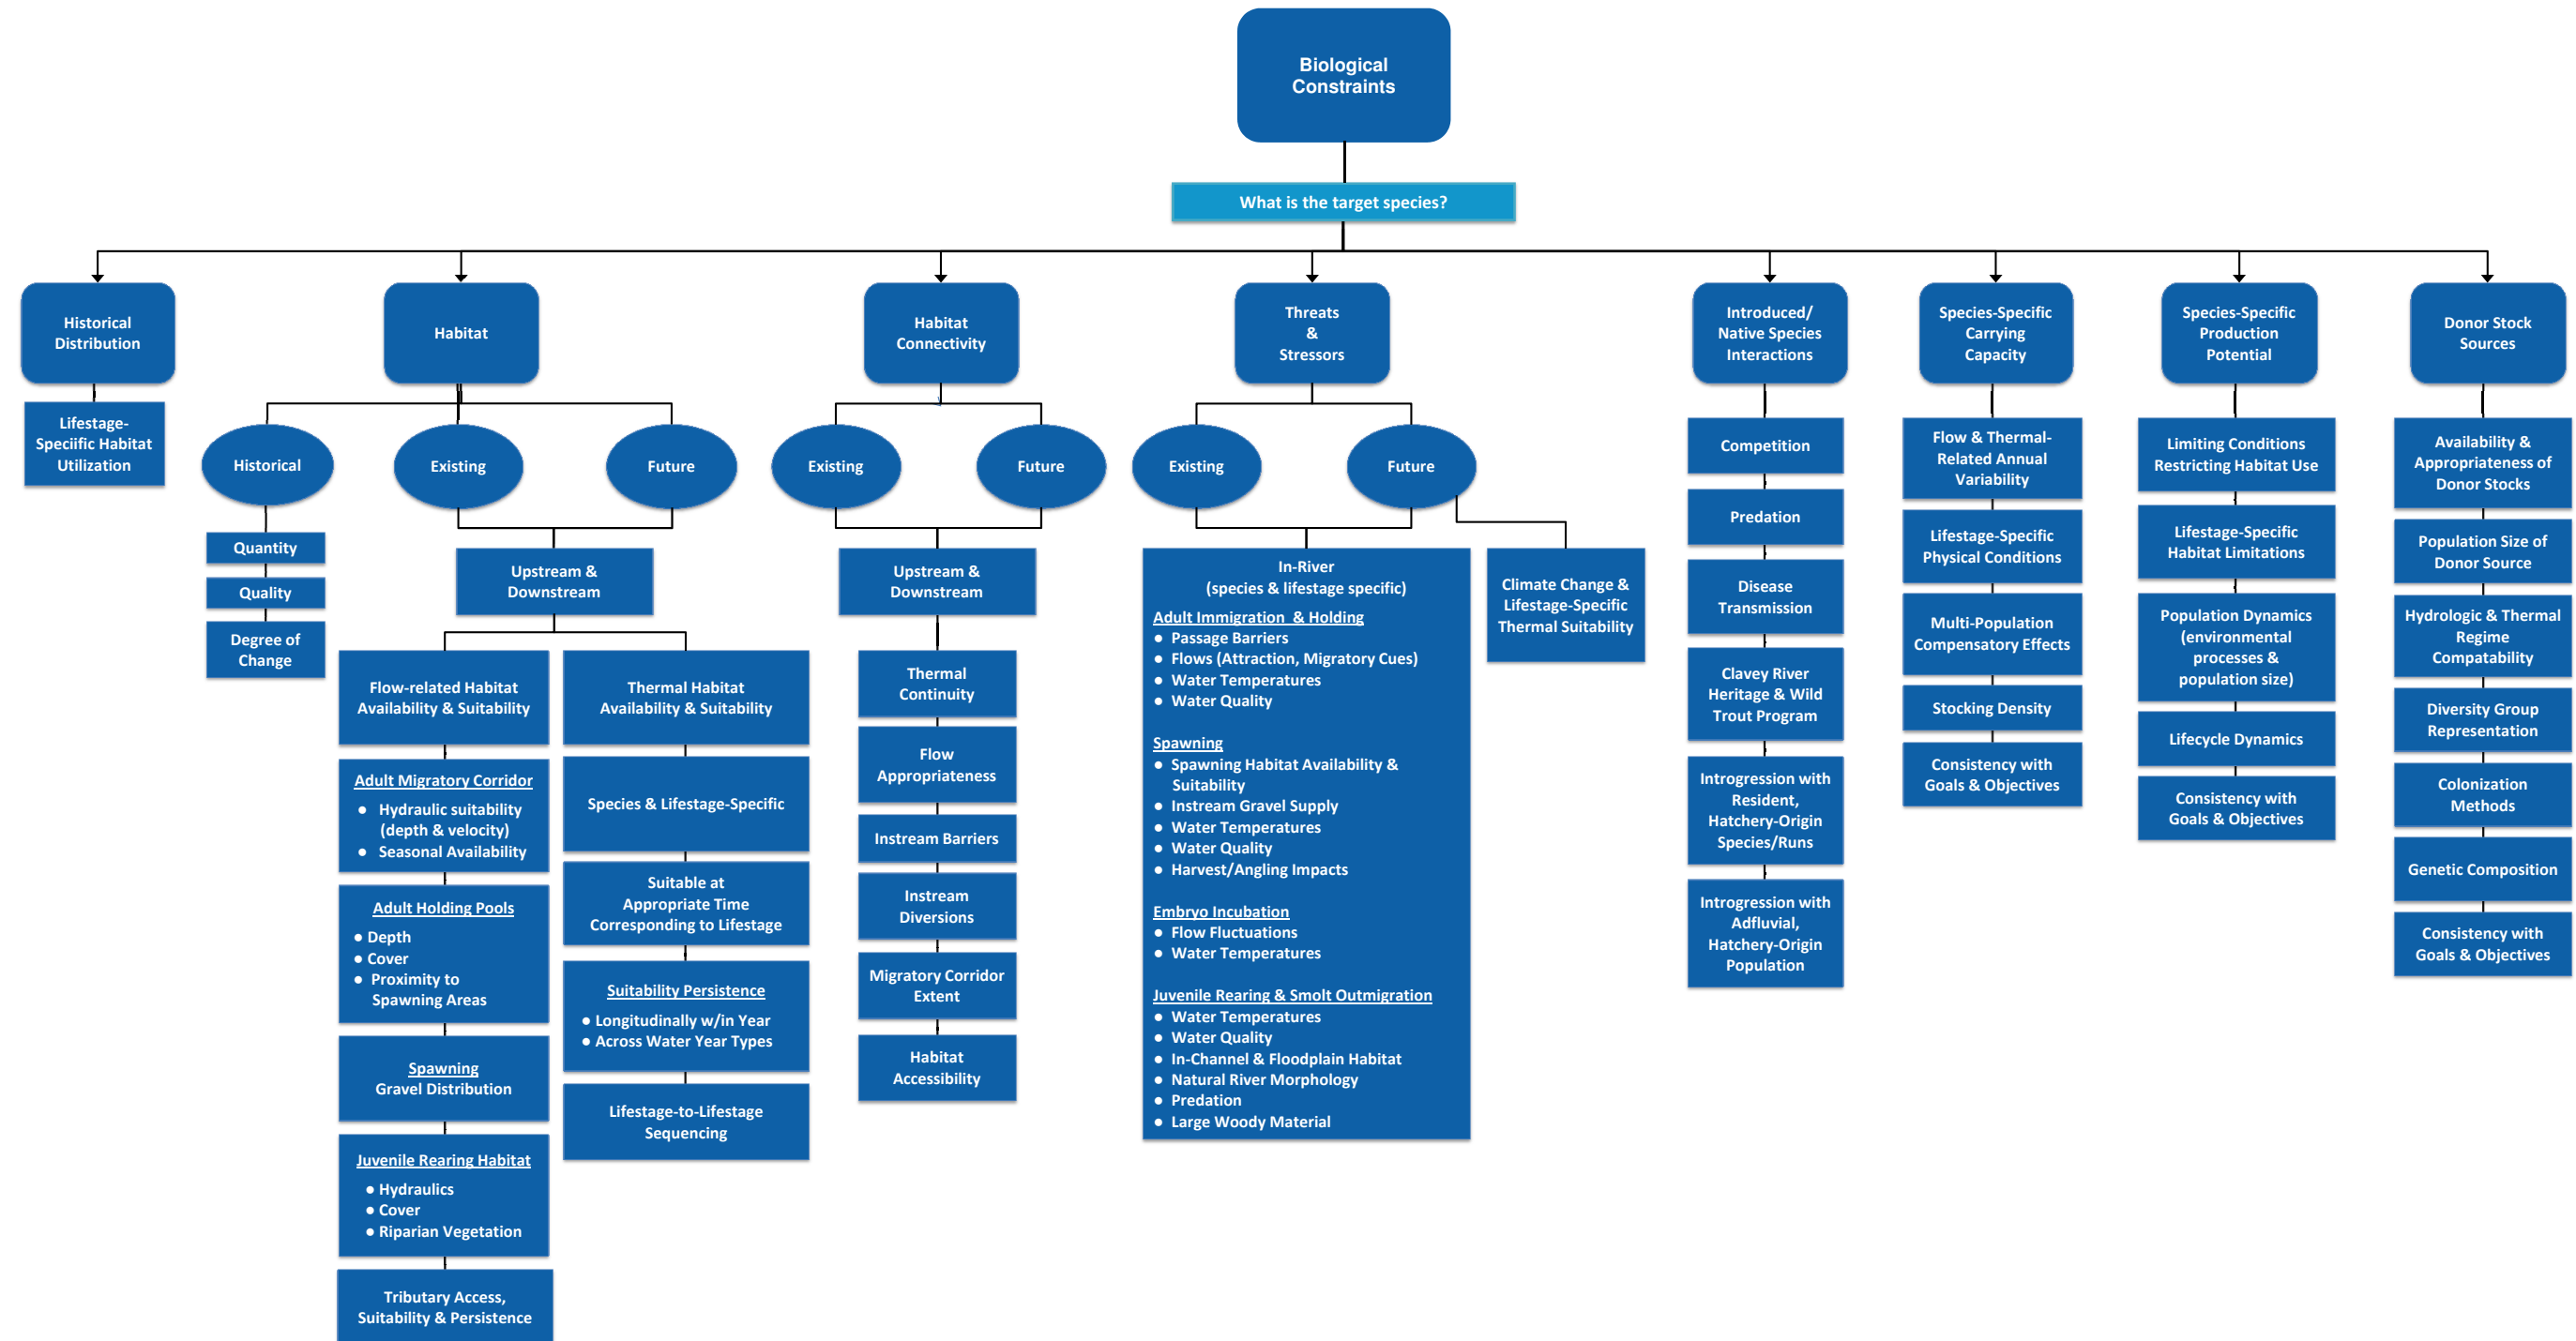 Biological
Constraints
What is the target species?
Historical
Distribution
Lifestage-
Speciific Habitat
Utilization
Habitat
Historical
Quantity
Quality
Degree of
Change
Existing
Future
Upstream &
Downstream
Flow-related Habitat
Availability & Suitability
Adult Migratory Corridor
● Hydraulic suitability
(depth & velocity)
● Seasonal Availability
Adult Holding Pools
● Depth
● Cover
● Proximity to
Spawning Areas
Spawning
Gravel Distribution
Juvenile Rearing Habitat
● Hydraulics
● Cover
● Riparian Vegetation
Tributary Access,
Suitability & Persistence
Thermal Habitat
Availability & Suitability
Species & Lifestage-Specific
Suitable at
Appropriate Time
Corresponding to Lifestage
Suitability Persistence
● Longitudinally w/in Year
● Across Water Year Types
Lifestage-to-Lifestage
Sequencing
Habitat
Connectivity
Existing
Future
Upstream &
Downstream
Thermal
Continuity
Flow
Appropriateness
Instream Barriers
Instream
Diversions
Migratory Corridor
Extent
Habitat
Accessibility
Threats
&
Stressors
Existing
Future
In-River
(species & lifestage specific)
Adult Immigration & Holding
● Passage Barriers
● Flows (Attraction, Migratory Cues)
● Water Temperatures
● Water Quality
Spawning
● Spawning Habitat Availability &
Suitability
● Instream Gravel Supply
● Water Temperatures
● Water Quality
● Harvest/Angling Impacts
Embryo Incubation
● Flow Fluctuations
● Water Temperatures
Juvenile Rearing & Smolt Outmigration
● Water Temperatures
● Water Quality
● In-Channel & Floodplain Habitat
● Natural River Morphology
● Predation
● Large Woody Material
Climate Change &
Lifestage-Specific
Thermal Suitability
Introduced/
Native Species
Interactions
Competition
Predation
Disease
Transmission
Clavey River
Heritage & Wild
Trout Program
Introgression with
Resident,
Hatchery-Origin
Species/Runs
Introgression with
Adfluvial,
Hatchery-Origin
Population
Species-Specific
Carrying
Capacity
Flow & Thermal-
Related Annual
Variability
Lifestage-Specific
Physical Conditions
Multi-Population
Compensatory Effects
Stocking Density
Consistency with
Goals & Objectives
Species-Specific
Production
Potential
Limiting Conditions
Restricting Habitat Use
Lifestage-Specific
Habitat Limitations
Population Dynamics
(environmental
processes &
population size)
Lifecycle Dynamics
Consistency with
Goals & Objectives
Donor Stock
Sources
Availability &
Appropriateness of
Donor Stocks
Population Size of
Donor Source
Hydrologic & Thermal
Regime
Compatability
Diversity Group
Representation
Colonization
Methods
Genetic Composition
Consistency with
Goals & Objectives